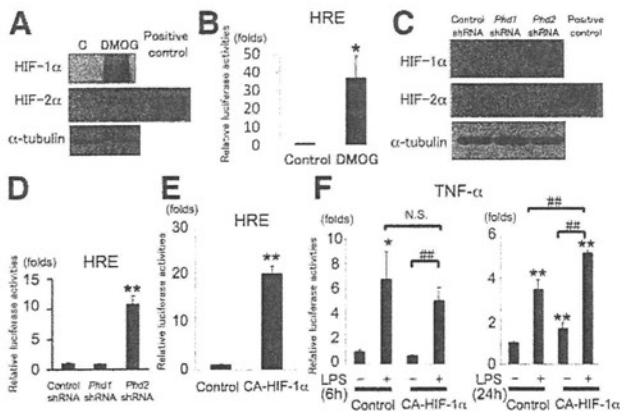 A
C DMOG Positive control
HIF-1α
HIF-2α
α-tubulin
B
HRE
(folds)
Relative luciferase activities
50
40
30
20
10
0
*
Control DMOG
C
Control shRNA Phd1 shRNA Phd2 shRNA Positive control
HIF-1α
HIF-2α
α-tubulin
D
HRE
(folds)
Relative luciferase activities
15
10
5
0
**
Control shRNA Phd1 shRNA Phd2 shRNA
E
HRE
(folds)
Relative luciferase activities
30
20
10
0
**
Control CA-HIF-1α
F
TNF-α
(folds)
Relative luciferase activities
10
8
6
4
2
0
N.S.
*
##
LPS (6h) − + − +
Control CA-HIF-1α
(folds)
Relative luciferase activities
6
4
2
0
##
##
**
**
**
LPS (24h) − + − +
Control CA-HIF-1α